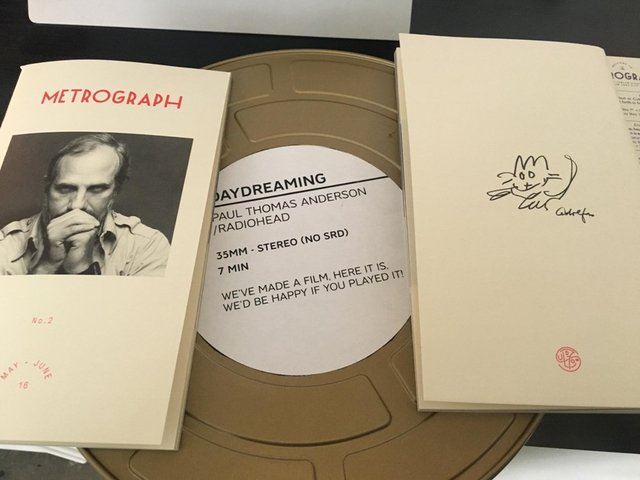 METROGRAPH
No.2
MAY - JUNE
16
DAYDREAMING
PAUL THOMAS ANDERSON
/RADIOHEAD
35MM - STEREO (NO SRD)
7 MIN
WE'VE MADE A FILM, HERE IT IS.
WE'D BE HAPPY IF YOU PLAYED IT!